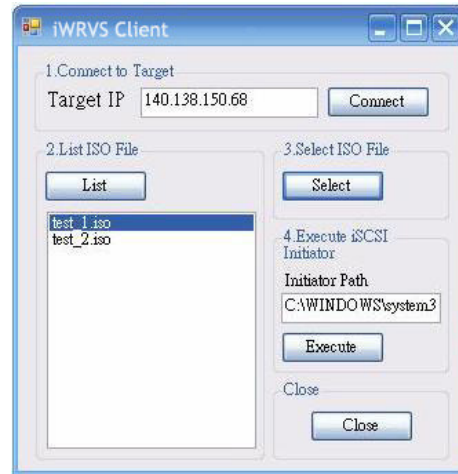 iWRVS Client
1.Connect to Target
Target IP 140.138.150.68 Connect
2.List ISO File
List
test_1.iso
test_2.iso
3.Select ISO File
Select
4.Execute iSCSI
Initiator
Initiator Path
C:\WINDOWS\system3
Execute
Close
Close